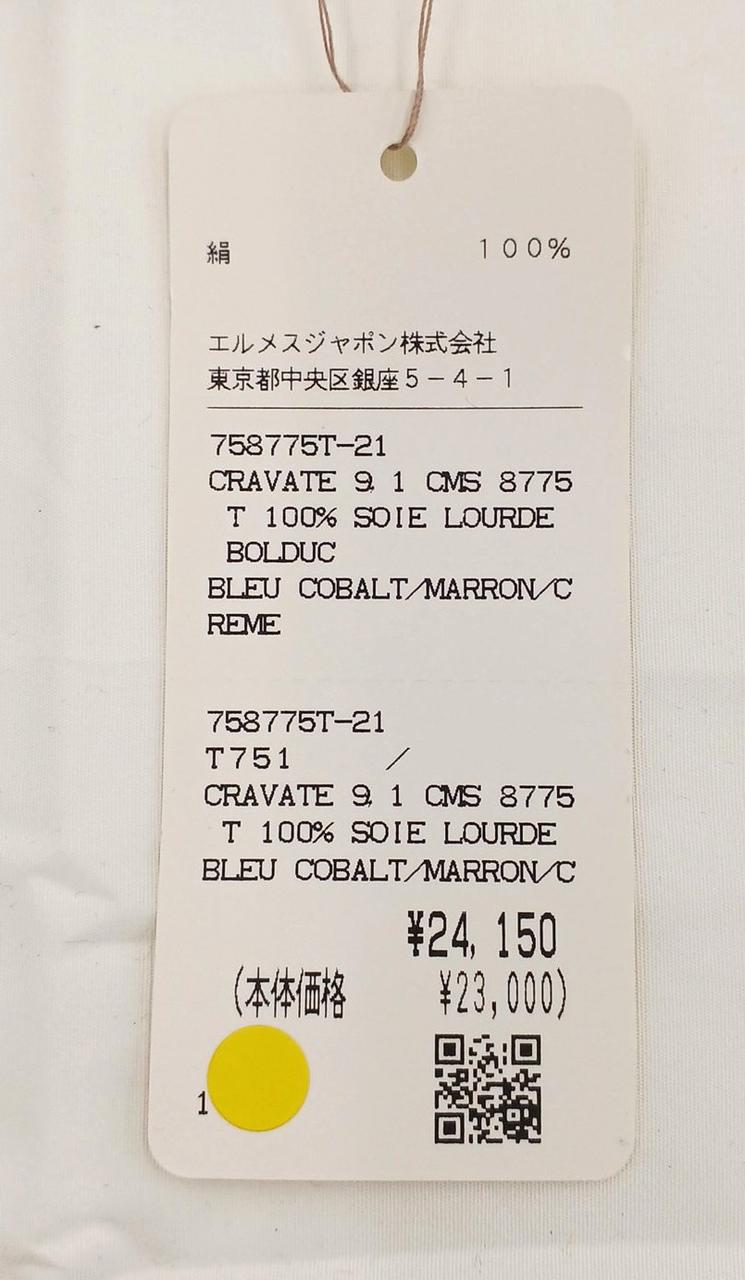 絹 100%
エルメスジャポン株式会社
東京都中央区銀座5-4-1
758775T-21
CRAVATE 9.1 CMS 8775
T 100% SOIE LOURDE
BOLDUC
BLEU COBALT/MARRON/C
REME
758775T-21
T751 /
CRAVATE 9.1 CMS 8775
T 100% SOIE LOURDE
BLEU COBALT/MARRON/C
¥24,150
(本体価格 ¥23,000)
1